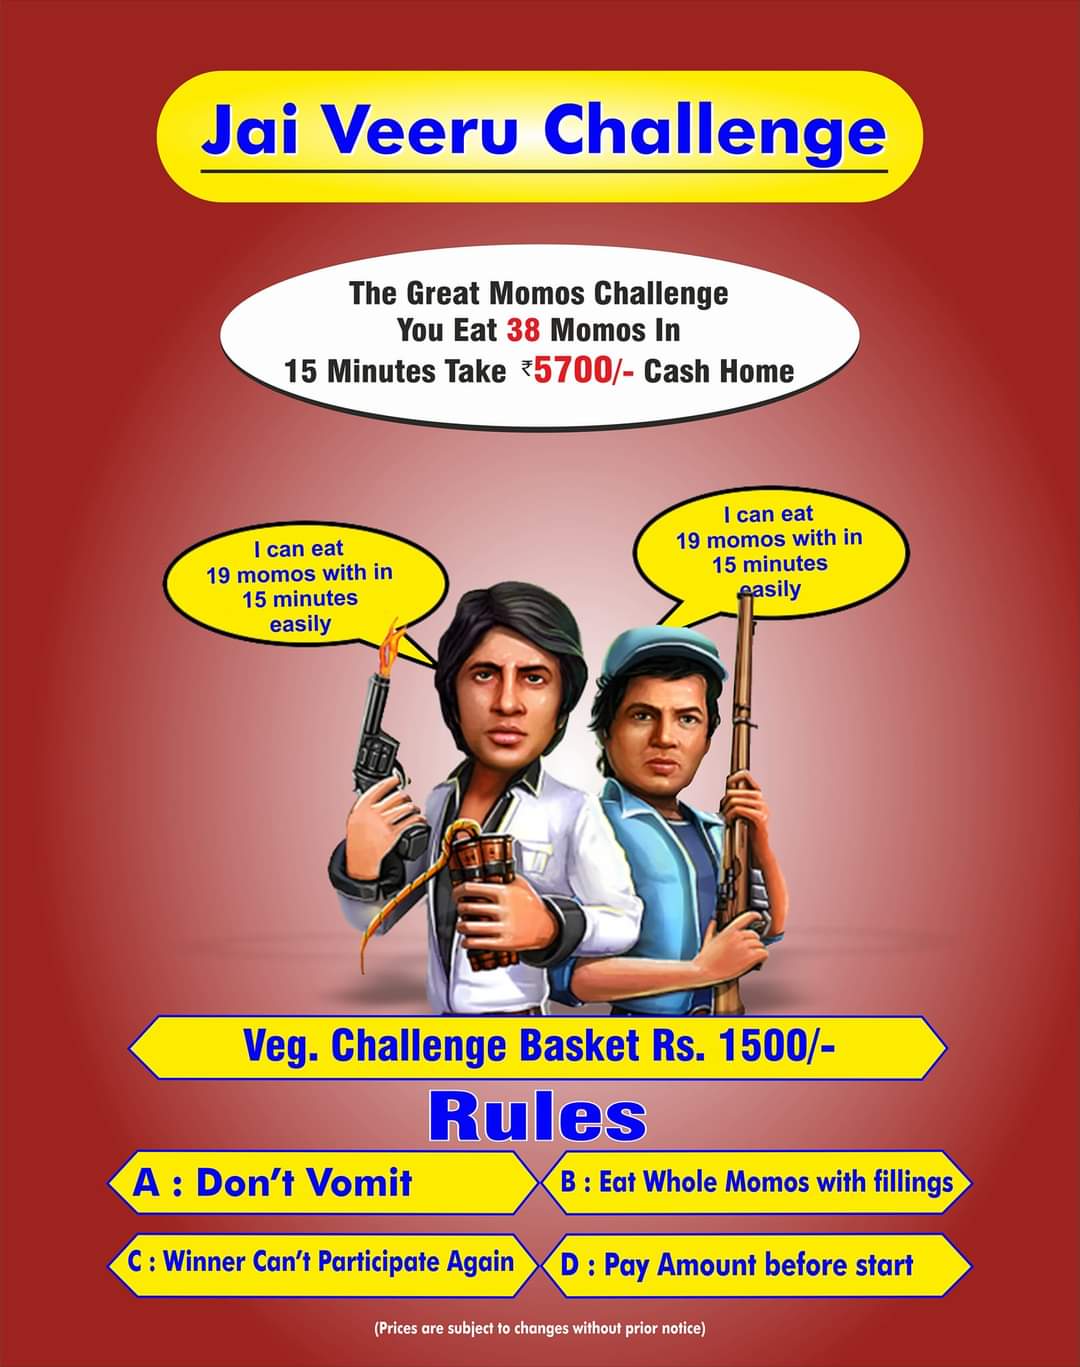 Jai Veeru Challenge
The Great Momos Challenge
You Eat 38 Momos In
15 Minutes Take ₹5700/- Cash Home
I can eat
19 momos with in
15 minutes
easily
I can eat
19 momos with in
15 minutes
easily
Veg. Challenge Basket Rs. 1500/-
Rules
A : Don't Vomit
B : Eat Whole Momos with fillings
C : Winner Can't Participate Again
D : Pay Amount before start
(Prices are subject to changes without prior notice)